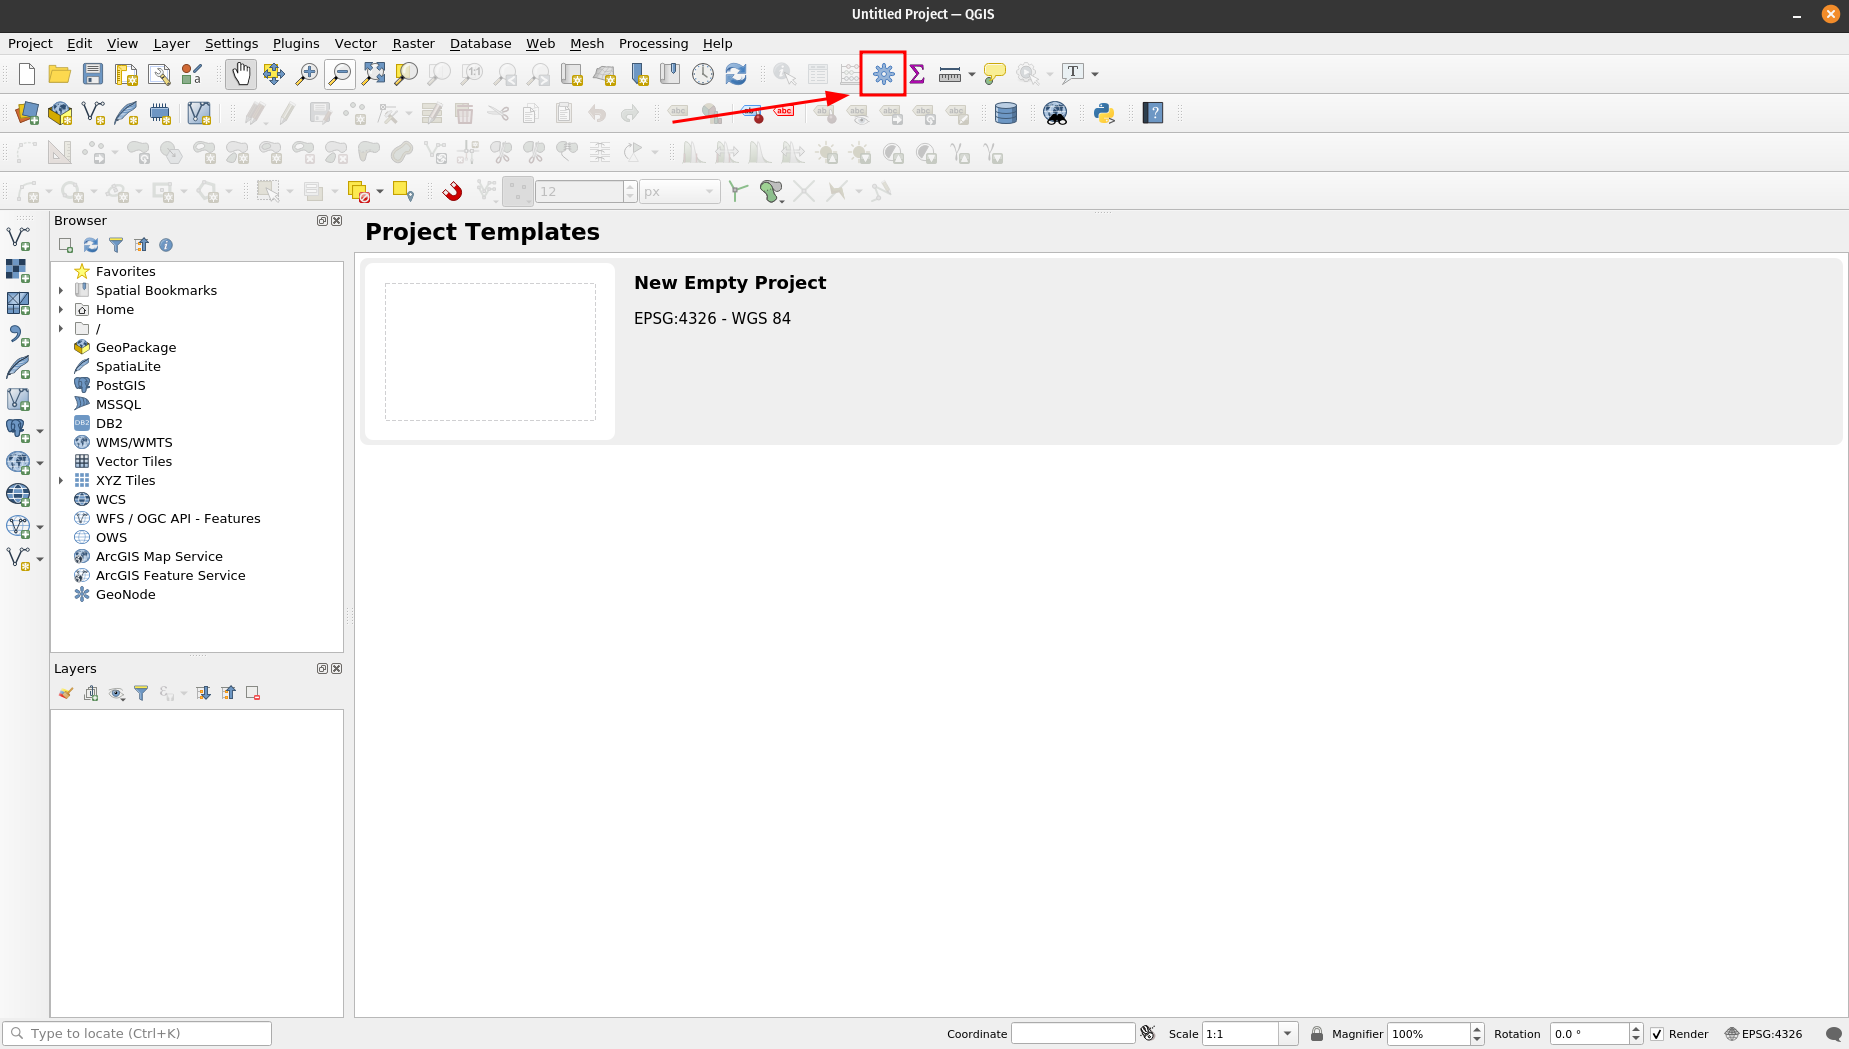 Untitled Project — QGIS
Project Edit View Layer Settings Plugins Vector Raster Database Web Mesh Processing Help
12 px
Browser
Favorites
Spatial Bookmarks
Home
/
GeoPackage
SpatiaLite
PostGIS
MSSQL
DB2
WMS/WMTS
Vector Tiles
XYZ Tiles
WCS
WFS / OGC API - Features
OWS
ArcGIS Map Service
ArcGIS Feature Service
GeoNode
Layers
Project Templates
New Empty Project
EPSG:4326 - WGS 84
Type to locate (Ctrl+K)
Coordinate Scale 1:1 Magnifier 100% Rotation 0.0 ° Render EPSG:4326